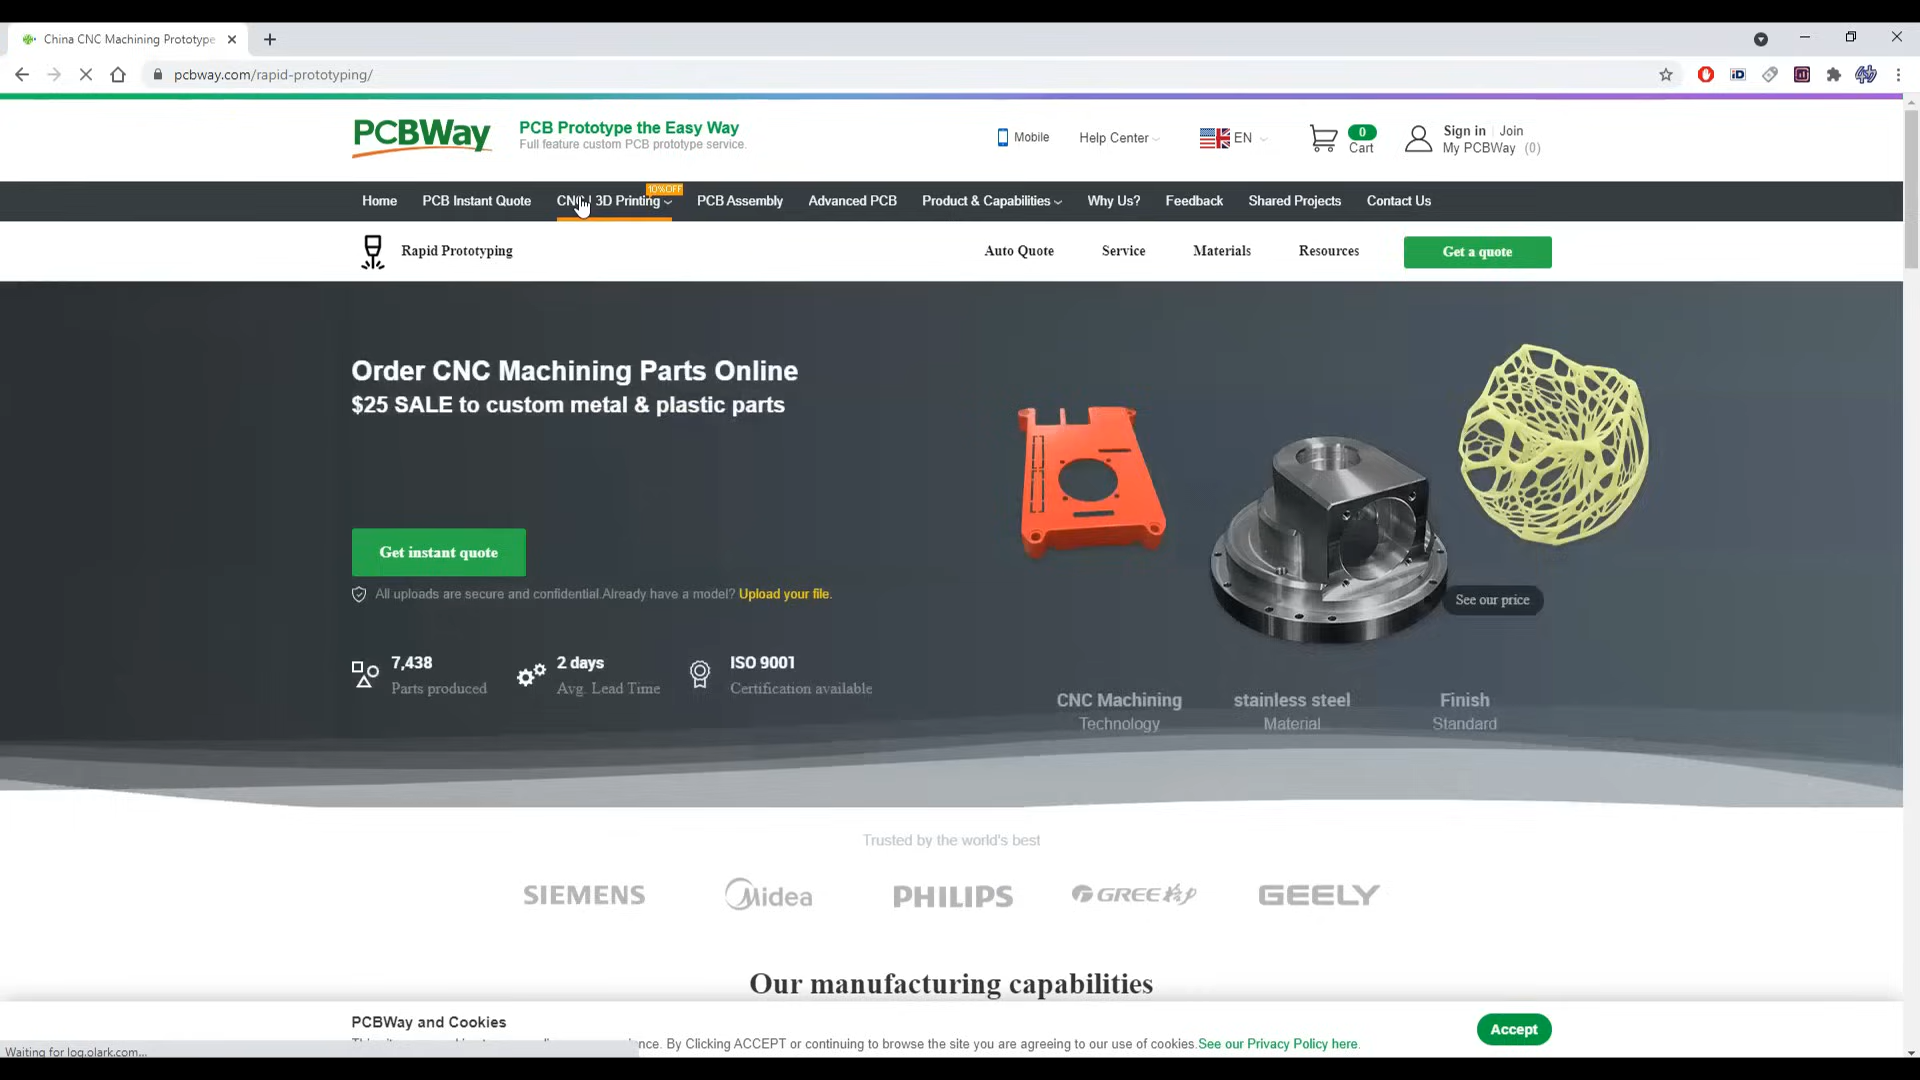 China CNC Machining Prototype
pcbway.com/rapid-prototyping/
PCBWay
PCB Prototype the Easy Way
Full feature custom PCB prototype service.
Mobile
Help Center
EN
0
Cart
Sign in | Join
My PCBWay (0)
10%OFF
Home
PCB Instant Quote
CNC | 3D Printing
PCB Assembly
Advanced PCB
Product & Capabilities
Why Us?
Feedback
Shared Projects
Contact Us
Rapid Prototyping
Auto Quote
Service
Materials
Resources
Get a quote
Order CNC Machining Parts Online
$25 SALE to custom metal & plastic parts
Get instant quote
All uploads are secure and confidential.Already have a model? Upload your file.
See our price
7,438
Parts produced
2 days
Avg. Lead Time
ISO 9001
Certification available
CNC Machining
Technology
stainless steel
Material
Finish
Standard
Trusted by the world's best
SIEMENS
Midea
PHILIPS
GREE格力
GEELY
Our manufacturing capabilities
PCBWay and Cookies
By Clicking ACCEPT or continuing to browse the site you are agreeing to our use of cookies.See our Privacy Policy here.
Accept
Waiting for log.olark.com...